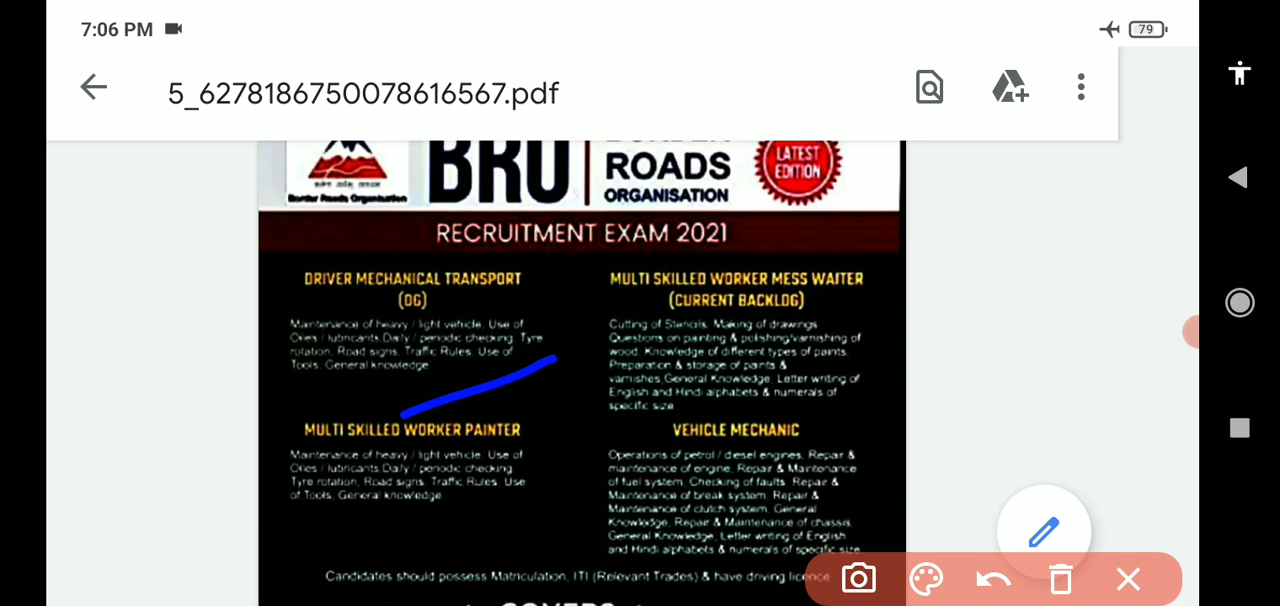 7:06 PM
79
5_6278186750078616567.pdf
BRO
ROADS
ORGANISATION
LATEST
EDITION
Border Roads Organisation
RECRUITMENT EXAM 2021
DRIVER MECHANICAL TRANSPORT
(OG)
Maintenance of heavy / light vehicle, Use of
Oiles / lubricants Daily / periodic checking, Tyre
rotation, Road signs, Traffic Rules, Use of
Tools, General knowledge
MULTI SKILLED WORKER PAINTER
Maintenance of heavy / light vehicle, Use of
Oiles / lubricants Daily / periodic checking
Tyre rotation, Road signs, Traffic Rules, Use
of Tools, General knowledge
MULTI SKILLED WORKER MESS WAITER
(CURRENT BACKLOG)
Cutting of Stencils, Making of drawings
Questions on painting & polishing/varnishing of
wood, Knowledge of different types of paints,
Preparation & storage of paints &
varnishes,General Knowledge, Letter writing of
English and Hindi alphabets & numerals of
specific size
VEHICLE MECHANIC
Operations of petrol / diesel engines, Repair &
maintenance of engine, Repair & Maintenance
of fuel system, Checking of faults, Repair &
Maintenance of break system, Repair &
Maintenance of clutch system, General
Knowledge, Repair & Maintenance of chassis,
General Knowledge, Letter writing of English
and Hindi alphabets & numerals of specific size
Candidates should possess Matriculation, ITI (Relevant Trades) & have driving licence
COVERS